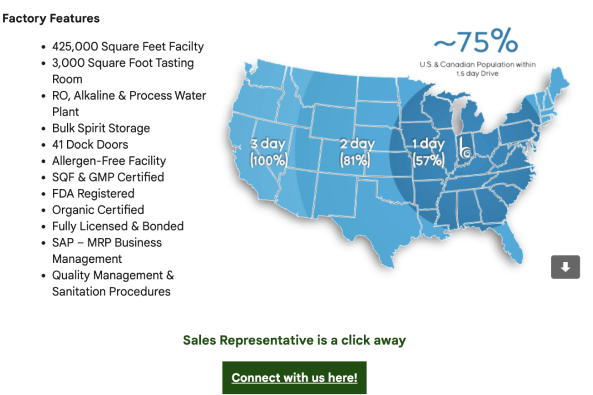 Factory Features
425,000 Square Feet Facilty
3,000 Square Foot Tasting
Room
RO, Alkaline & Process Water
Plant
Bulk Spirit Storage
41 Dock Doors
Allergen-Free Facility
SQF & GMP Certified
FDA Registered
Organic Certified
Fully Licensed & Bonded
SAP – MRP Business
Management
Quality Management &
Sanitation Procedures
~75%
U.S. & Canadian Population within
1.5 day Drive
3 day
(100%)
2 day
(81%)
1 day
(57%)
Sales Representative is a click away
Connect with us here!